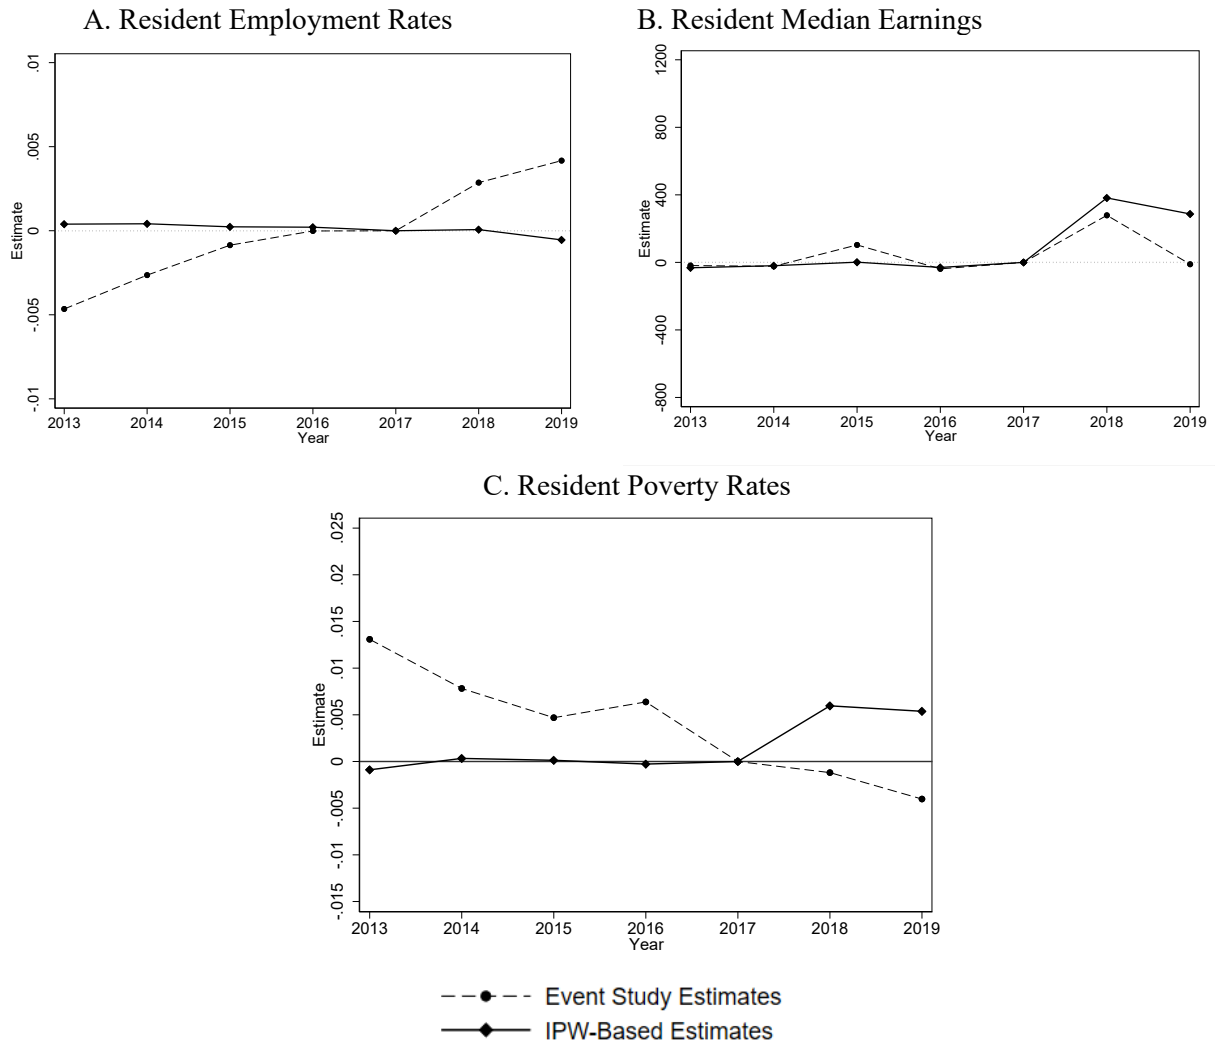 A. Resident Employment Rates
.01
.005
0
-.005
-.01
Estimate
2013 2014 2015 2016 2017 2018 2019
Year
B. Resident Median Earnings
1200
800
400
0
-400
-800
Estimate
2013 2014 2015 2016 2017 2018 2019
Year
C. Resident Poverty Rates
.025
.02
.015
.01
.005
0
-.005
-.01
-.015
Estimate
2013 2014 2015 2016 2017 2018 2019
Year
Event Study Estimates
IPW-Based Estimates